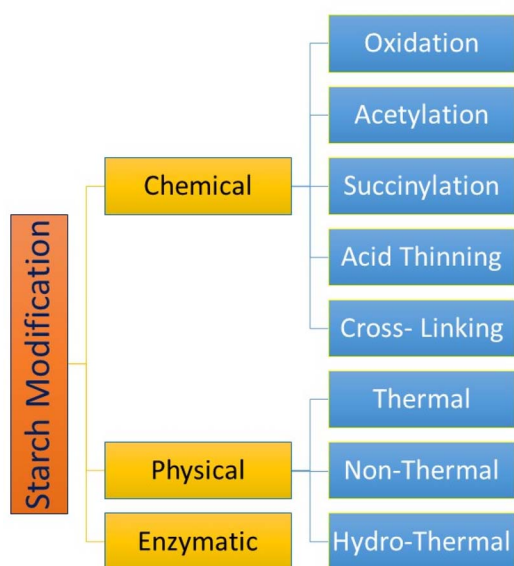 Starch Modification
Chemical
Oxidation
Acetylation
Succinylation
Acid Thinning
Cross- Linking
Physical
Thermal
Non-Thermal
Hydro-Thermal
Enzymatic